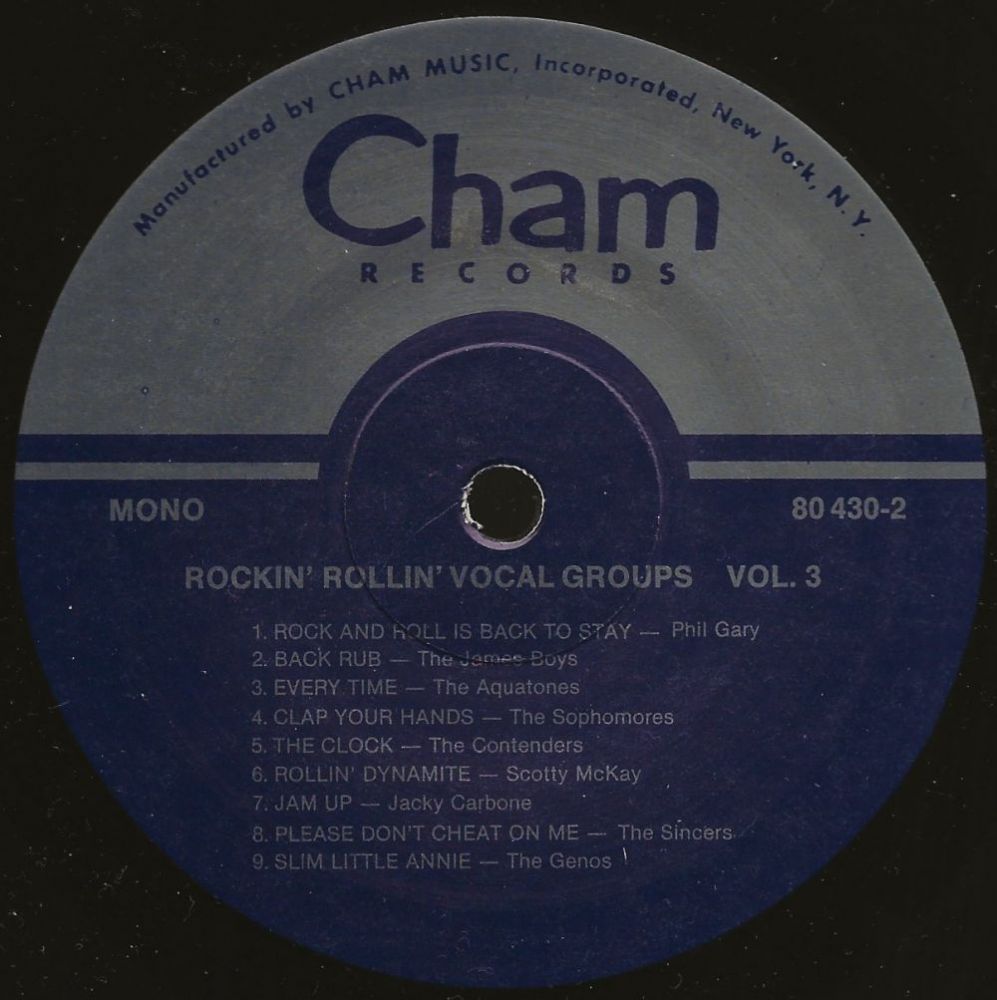 Manufactured by CHAM MUSIC, Incorporated, New York, N.Y.
Cham
RECORDS
MONO
80 430-2
ROCKIN' ROLLIN' VOCAL GROUPS VOL. 3
1. ROCK AND ROLL IS BACK TO STAY — Phil Gary
2. BACK RUB — The James Boys
3. EVERY TIME — The Aquatones
4. CLAP YOUR HANDS — The Sophomores
5. THE CLOCK — The Contenders
6. ROLLIN' DYNAMITE — Scotty McKay
7. JAM UP — Jacky Carbone
8. PLEASE DON'T CHEAT ON ME — The Sincers
9. SLIM LITTLE ANNIE — The Genos